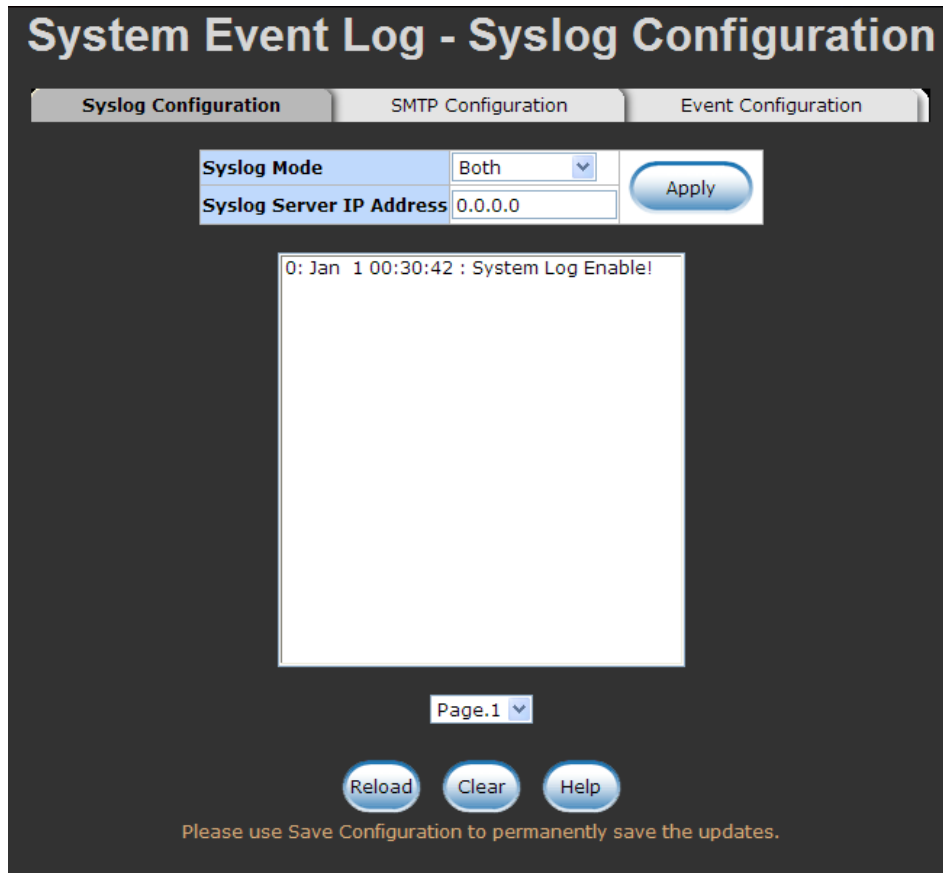 System Event Log - Syslog Configuration
Syslog Configuration SMTP Configuration Event Configuration
Syslog Mode Both
Apply
Syslog Server IP Address 0.0.0.0
0: Jan  1 00:30:42 : System Log Enable!
Page.1
Reload Clear Help
Please use Save Configuration to permanently save the updates.